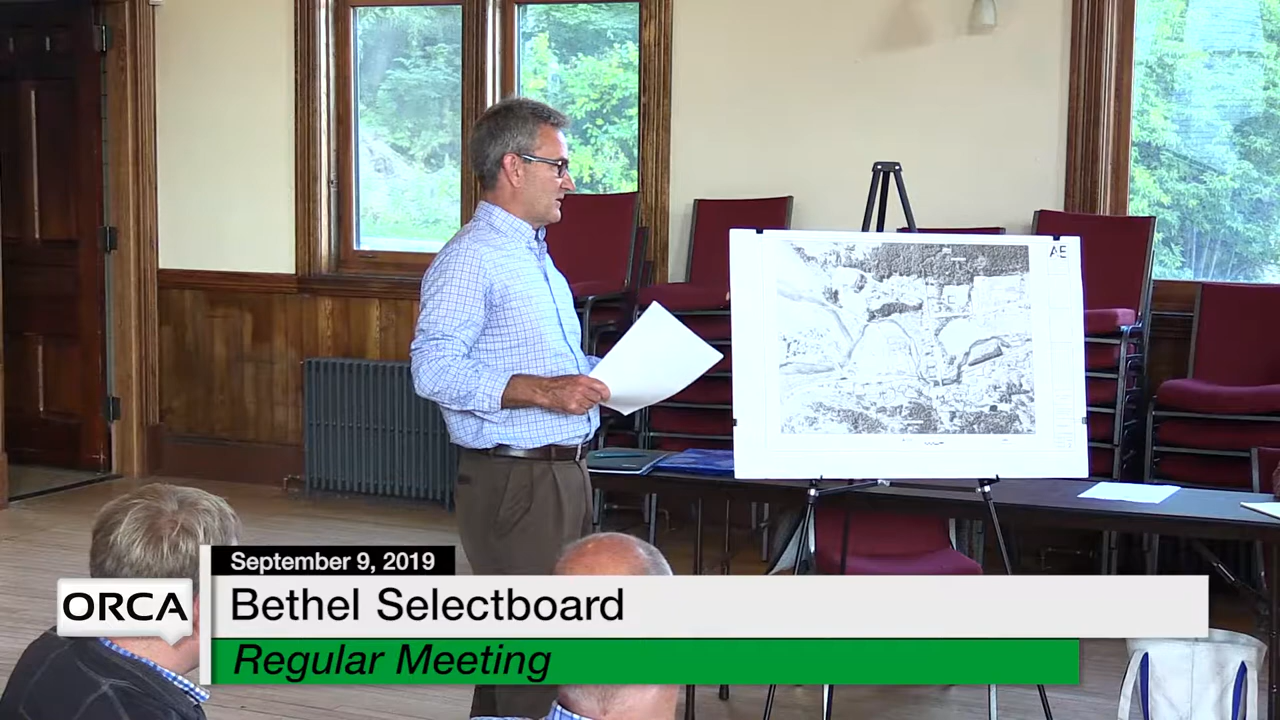 AE
September 9, 2019
ORCA
Bethel Selectboard
Regular Meeting